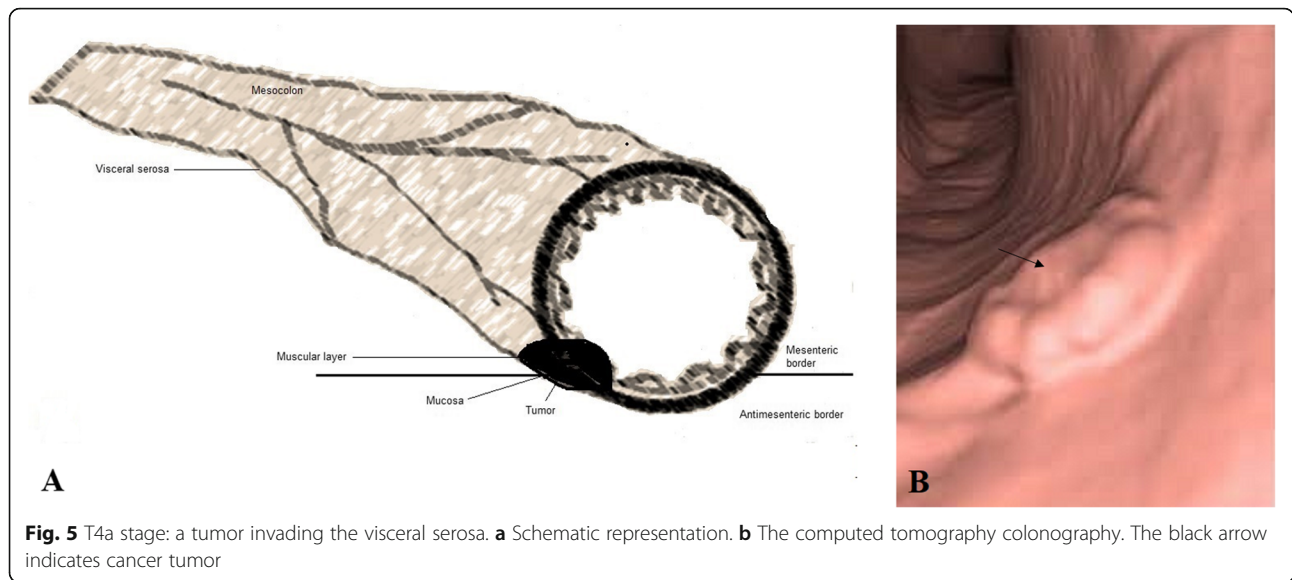 Mesocolon
Visceral serosa
Muscular layer
Mucosa
Tumor
Mesenteric
border
Antimesenteric border
A
B
Fig. 5 T4a stage: a tumor invading the visceral serosa. a Schematic representation. b The computed tomography colonography. The black arrow
indicates cancer tumor